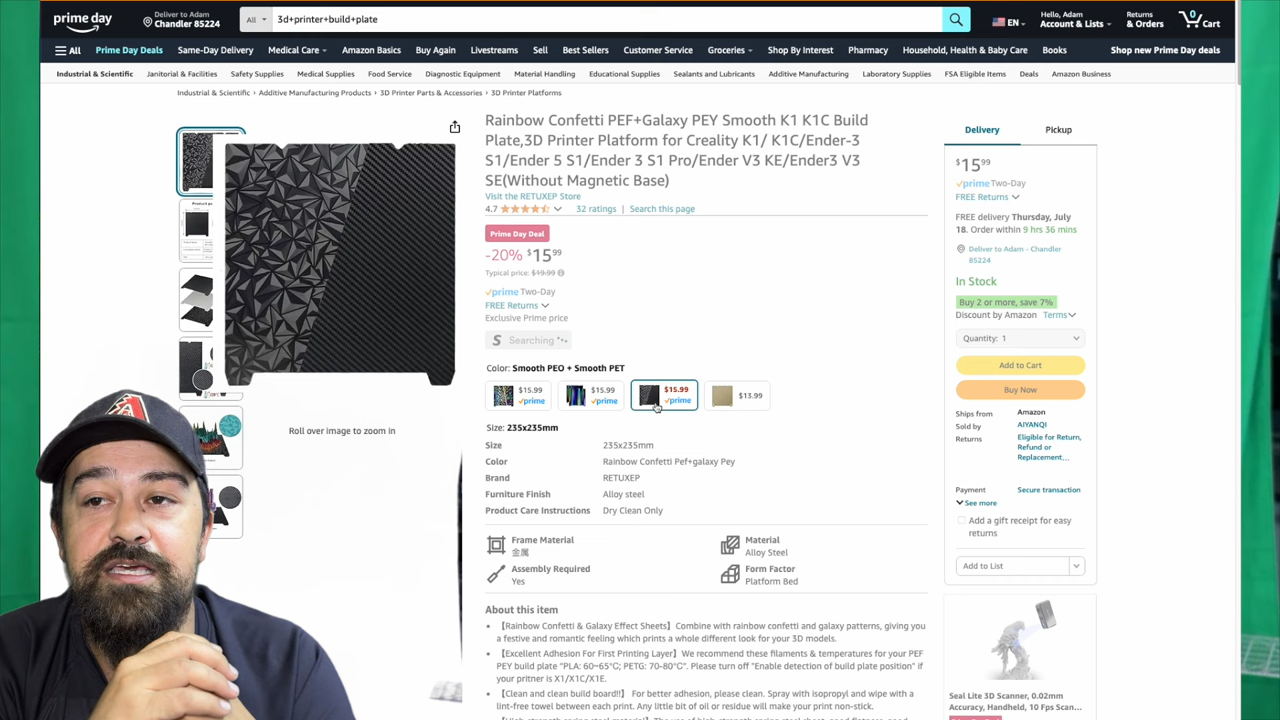 prime day
Deliver to Adam
Chandler 85224
All
3d+printer+build+plate
EN
Hello, Adam
Account & Lists
Returns
& Orders
0
Cart
All
Prime Day Deals
Same-Day Delivery
Medical Care
Amazon Basics
Buy Again
Livestreams
Sell
Best Sellers
Customer Service
Groceries
Shop By Interest
Pharmacy
Household, Health & Baby Care
Books
Shop new Prime Day deals
Industrial & Scientific
Janitorial & Facilities
Safety Supplies
Medical Supplies
Food Service
Diagnostic Equipment
Material Handling
Educational Supplies
Sealants and Lubricants
Additive Manufacturing
Laboratory Supplies
FSA Eligible Items
Deals
Amazon Business
Industrial & Scientific > Additive Manufacturing Products > 3D Printer Parts & Accessories > 3D Printer Platforms
Roll over image to zoom in
Rainbow Confetti PEF+Galaxy PEY Smooth K1 K1C Build
Plate,3D Printer Platform for Creality K1/ K1C/Ender-3
S1/Ender 5 S1/Ender 3 S1 Pro/Ender V3 KE/Ender3 V3
SE(Without Magnetic Base)
Visit the RETUXEP Store
4.7
32 ratings | Search this page
Prime Day Deal
-20% $1599
Typical price: $19.99
prime Two-Day
FREE Returns
Exclusive Prime price
S Searching
Color: Smooth PEO + Smooth PET
$15.99
prime
$15.99
prime
$15.99
prime
$13.99
Size: 235x235mm
Size 235x235mm
Color Rainbow Confetti Pef+galaxy Pey
Brand RETUXEP
Furniture Finish Alloy steel
Product Care Instructions Dry Clean Only
Frame Material
金属
Material
Alloy Steel
Assembly Required
Yes
Form Factor
Platform Bed
About this item
• 【Rainbow Confetti & Galaxy Effect Sheets】Combine with rainbow confetti and galaxy patterns, giving you
a festive and romantic feeling which prints a whole different look for your 3D models.
• 【Excellent Adhesion For First Printing Layer】We recommend these filaments & temperatures for your PEF
PEY build plate "PLA: 60~65°C; PETG: 70-80°C". Please turn off "Enable detection of build plate position" if
your pritner is X1/X1C/X1E.
• 【Clean and clean build board!!】 For better adhesion, please clean. Spray with isopropyl and wipe with a
lint-free towel between each print. Any little bit of oil or residue will make your print non-stick.
Delivery
Pickup
$1599
prime Two-Day
FREE Returns
FREE delivery Thursday, July
18. Order within 9 hrs 36 mins
Deliver to Adam - Chandler
85224
In Stock
Buy 2 or more, save 7%
Discount by Amazon Terms
Quantity: 1
Add to Cart
Buy Now
Ships from Amazon
Sold by AIYANQI
Returns Eligible for Return,
Refund or
Replacement...
Payment Secure transaction
See more
Add a gift receipt for easy
returns
Add to List
Seal Lite 3D Scanner, 0.02mm
Accuracy, Handheld, 10 Fps Scan...